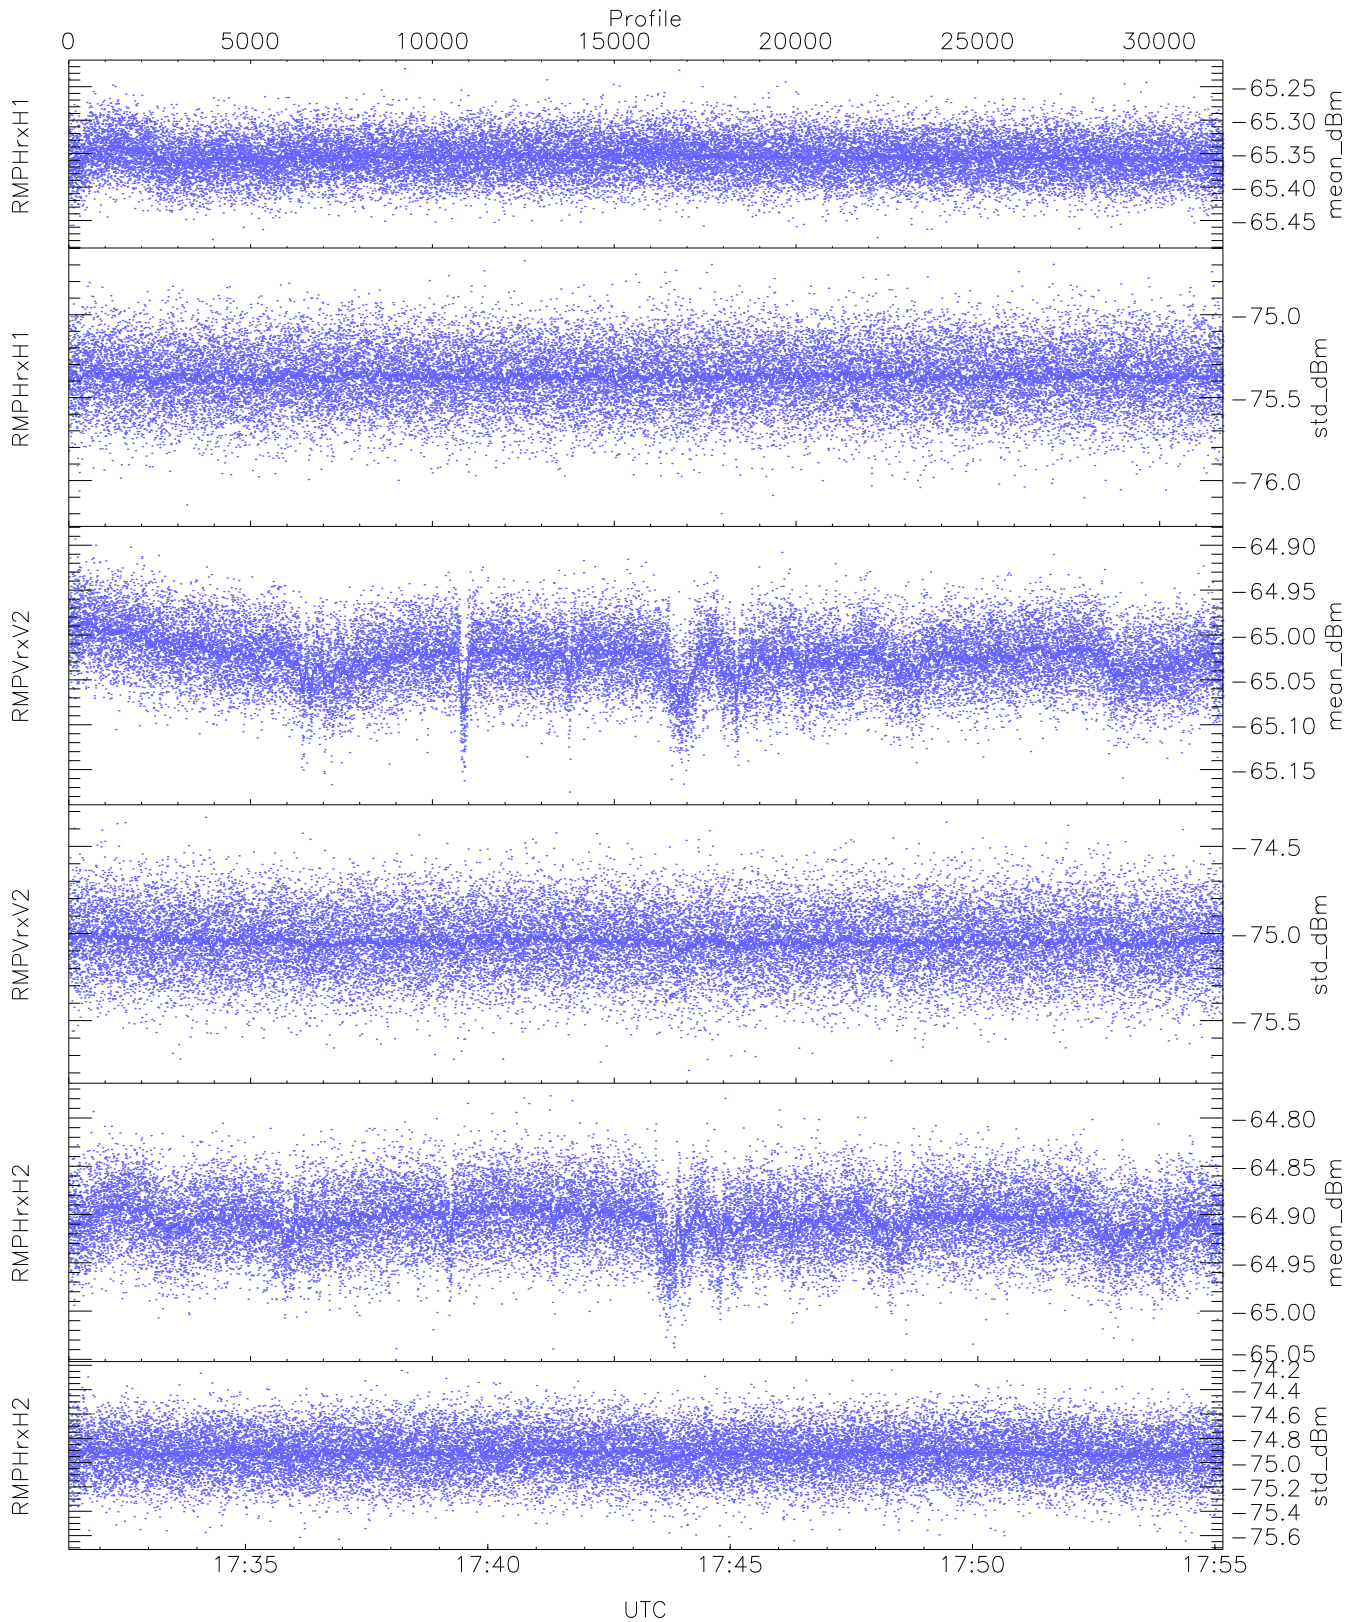 Profile
0 5000 10000 15000 20000 25000 30000
RMPHrxH1
-65.25
-65.30
-65.35
-65.40
-65.45
mean_dBm
RMPHrxH1
-75.0
-75.5
-76.0
std_dBm
RMPVrxV2
-64.90
-64.95
-65.00
-65.05
-65.10
-65.15
mean_dBm
RMPVrxV2
-74.5
-75.0
-75.5
std_dBm
RMPHrxH2
-64.80
-64.85
-64.90
-64.95
-65.00
-65.05
mean_dBm
RMPHrxH2
-74.2
-74.4
-74.6
-74.8
-75.0
-75.2
-75.4
-75.6
std_dBm
17:35 17:40 17:45 17:50 17:55
UTC